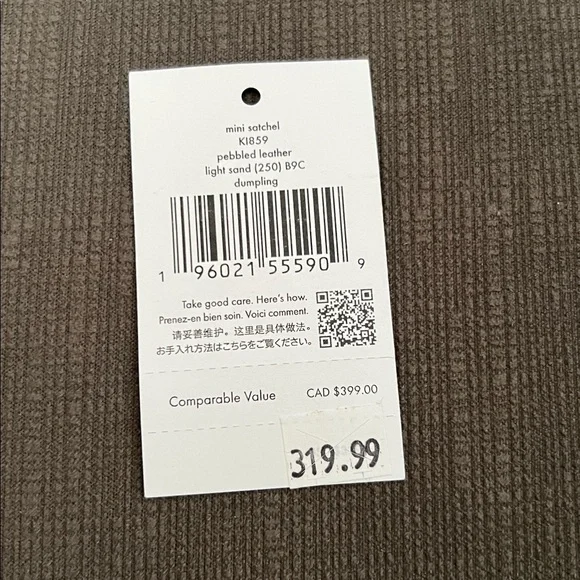 mini satchel
KI859
pebbled leather
light sand (250) B9C
dumpling
1 96021 55590 9
Take good care. Here's how.
Prenez-en bien soin. Voici comment.
请妥善维护。这里是具体做法。
お手入れ方法はこちらをご覧ください。
Comparable Value CAD $399.00
319.99